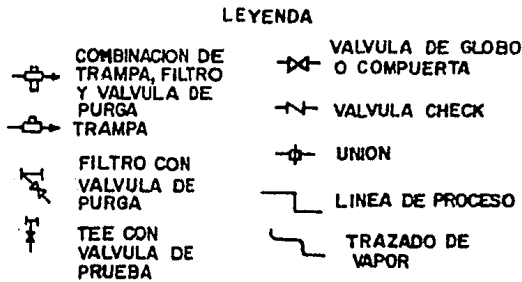 LEYENDA
COMBINACION DE
TRAMPA, FILTRO
Y VALVULA DE
PURGA
TRAMPA
FILTRO CON
VALVULA DE
PURGA
TEE CON
VALVULA DE
PRUEBA
VALVULA DE GLOBO
O COMPUERTA
VALVULA CHECK
UNION
LINEA DE PROCESO
TRAZADO DE
VAPOR